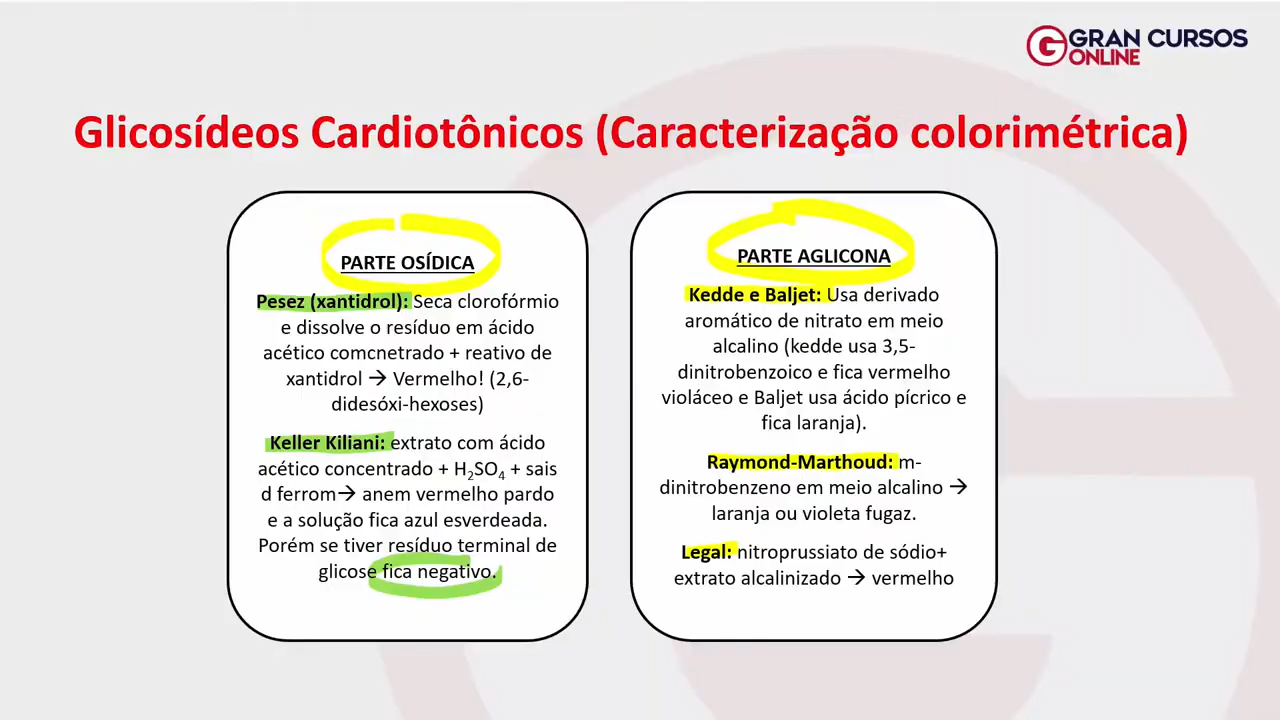 GRAN CURSOS
ONLINE
Glicosídeos Cardiotônicos (Caracterização colorimétrica)
PARTE OSÍDICA
Pesez (xantidrol): Seca clorofórmio
e dissolve o resíduo em ácido
acético comcnetrado + reativo de
xantidrol → Vermelho! (2,6-
didesóxi-hexoses)
Keller Kiliani: extrato com ácido
acético concentrado + H₂SO₄ + sais
d ferrom→ anem vermelho pardo
e a solução fica azul esverdeada.
Porém se tiver resíduo terminal de
glicose fica negativo.
PARTE AGLICONA
Kedde e Baljet: Usa derivado
aromático de nitrato em meio
alcalino (kedde usa 3,5-
dinitrobenzoico e fica vermelho
violáceo e Baljet usa ácido pícrico e
fica laranja).
Raymond-Marthoud: m-
dinitrobenzeno em meio alcalino →
laranja ou violeta fugaz.
Legal: nitroprussiato de sódio+
extrato alcalinizado → vermelho